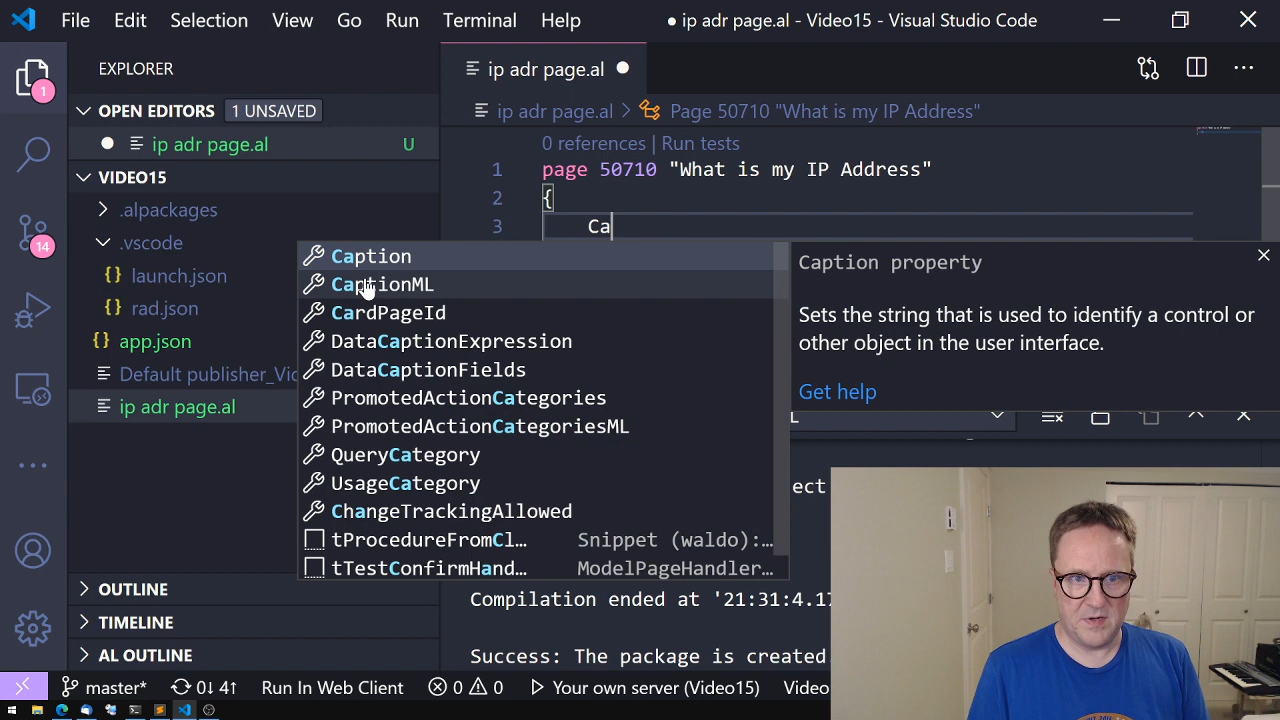 File Edit Selection View Go Run Terminal Help
● ip adr page.al - Video15 - Visual Studio Code
EXPLORER
OPEN EDITORS 1 UNSAVED
ip adr page.al U
VIDEO15
.alpackages
.vscode
launch.json
rad.json
app.json
Default publisher_Vi
ip adr page.al
OUTLINE
TIMELINE
AL OUTLINE
1
14
ip adr page.al
ip adr page.al > Page 50710 "What is my IP Address"
0 references | Run tests
1 page 50710 "What is my IP Address"
2 {
3 Ca
Caption
CaptionML
CardPageId
DataCaptionExpression
DataCaptionFields
PromotedActionCategories
PromotedActionCategoriesML
QueryCategory
UsageCategory
ChangeTrackingAllowed
tProcedureFromCl… Snippet (waldo):…
tTestConfirmHand… ModelPageHandler…
Caption property
Sets the string that is used to identify a control or
other object in the user interface.
Get help
L
ect
Compilation ended at '21:31:4.17
Success: The package is created.
master* 0↓ 4↑ Run In Web Client 0 0 Your own server (Video15) Video